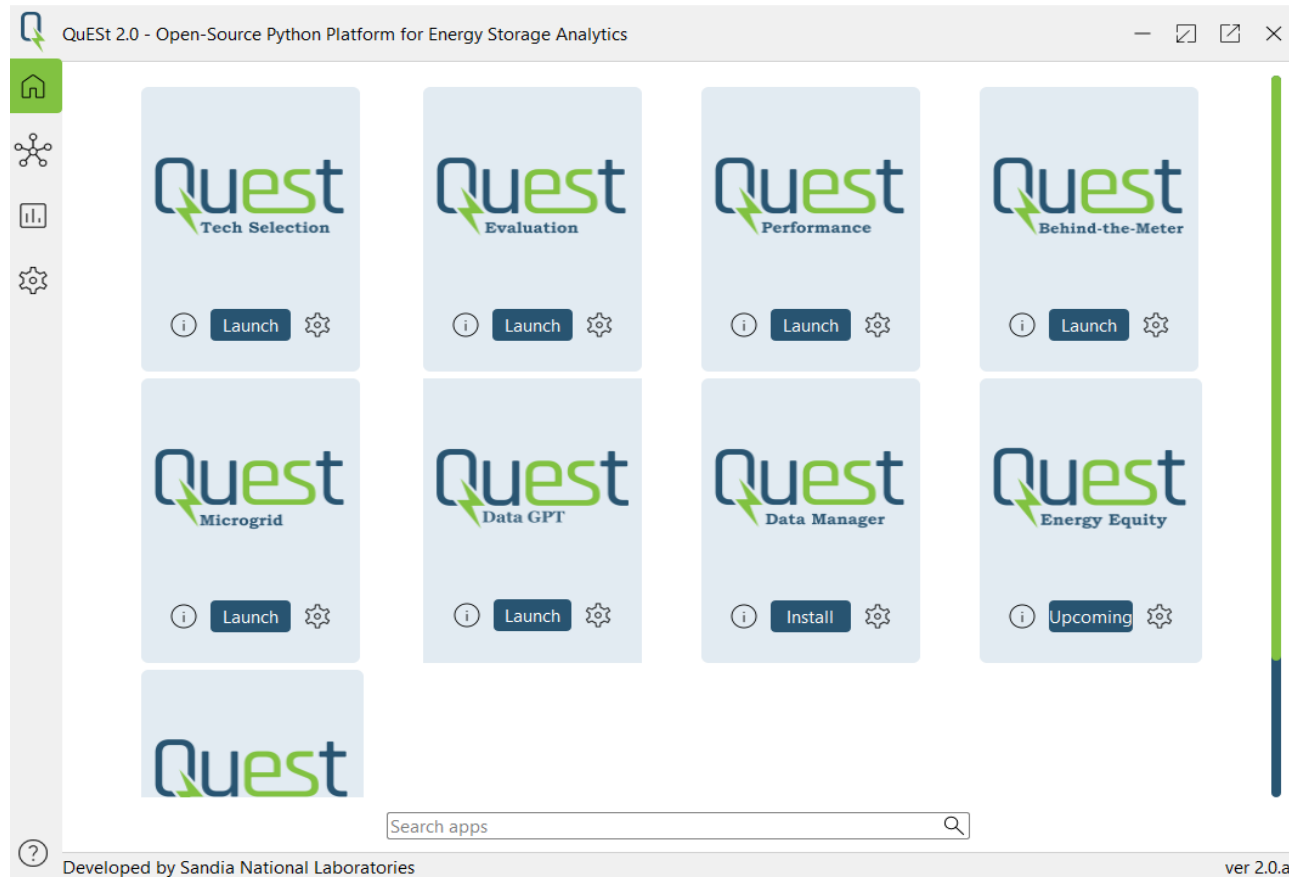 QuESt 2.0 - Open-Source Python Platform for Energy Storage Analytics
Quest Quest Quest Quest
Tech Selection Evaluation Performance Behind-the-Meter
i Launch i Launch i Launch i Launch
Quest Quest Quest Quest
Microgrid Data GPT Data Manager Energy Equity
i Launch i Launch i Install i Upcoming
Quest
Search apps
?
Developed by Sandia National Laboratories ver 2.0.a